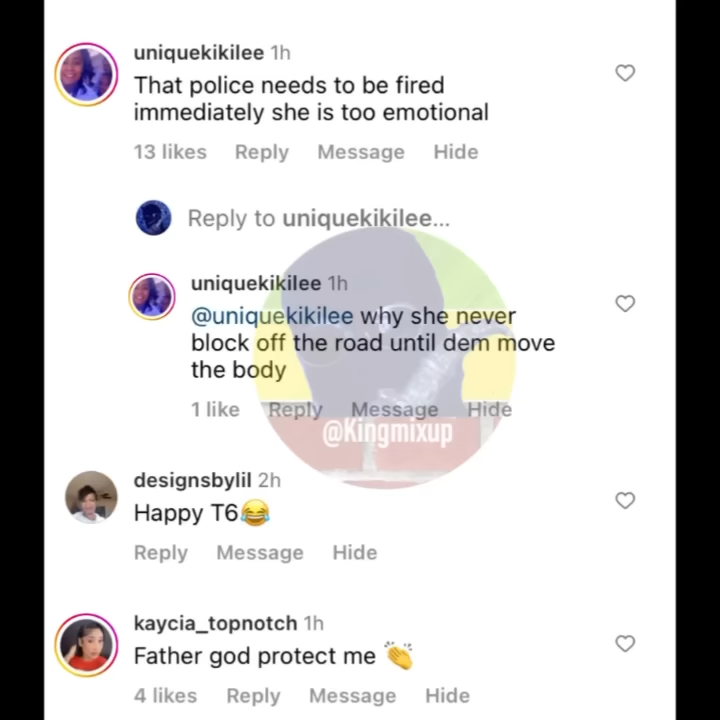 uniquekikilee 1h
That police needs to be fired
immediately she is too emotional
13 likes Reply Message Hide
Reply to uniquekikilee...
uniquekikilee 1h
@uniquekikilee why she never
block off the road until dem move
the body
1 like Reply Message Hide
@Kingmixup
designsbylil 2h
Happy T6😂
Reply Message Hide
kaycia_topnotch 1h
Father god protect me 👏
4 likes Reply Message Hide